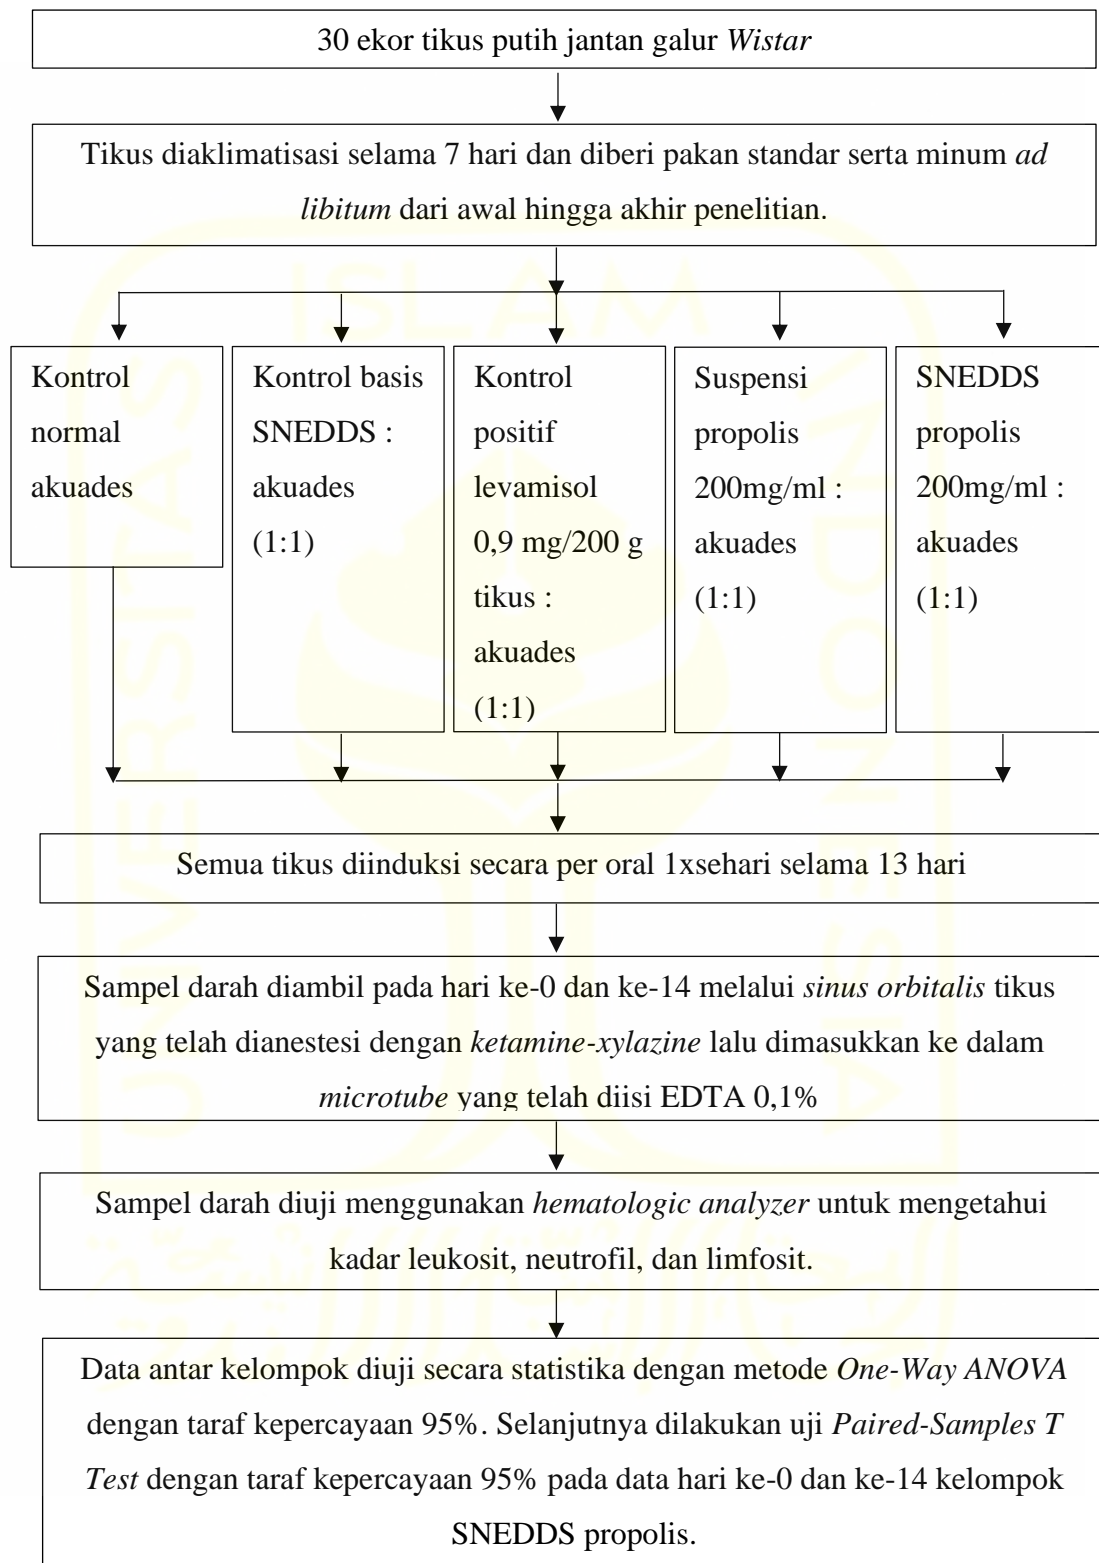 30 ekor tikus putih jantan galur Wistar
Tikus diaklimatisasi selama 7 hari dan diberi pakan standar serta minum ad
libitum dari awal hingga akhir penelitian.
Kontrol
normal
akuades
Kontrol basis
SNEDDS :
akuades
(1:1)
Kontrol
positif
levamisol
0,9 mg/200 g
tikus :
akuades
(1:1)
Suspensi
propolis
200mg/ml :
akuades
(1:1)
SNEDDS
propolis
200mg/ml :
akuades
(1:1)
Semua tikus diinduksi secara per oral 1xsehari selama 13 hari
Sampel darah diambil pada hari ke-0 dan ke-14 melalui sinus orbitalis tikus
yang telah dianestesi dengan ketamine-xylazine lalu dimasukkan ke dalam
microtube yang telah diisi EDTA 0,1%
Sampel darah diuji menggunakan hematologic analyzer untuk mengetahui
kadar leukosit, neutrofil, dan limfosit.
Data antar kelompok diuji secara statistika dengan metode One-Way ANOVA
dengan taraf kepercayaan 95%. Selanjutnya dilakukan uji Paired-Samples T
Test dengan taraf kepercayaan 95% pada data hari ke-0 dan ke-14 kelompok
SNEDDS propolis.
UNIVERSITAS
ISLAM
INDONESIA